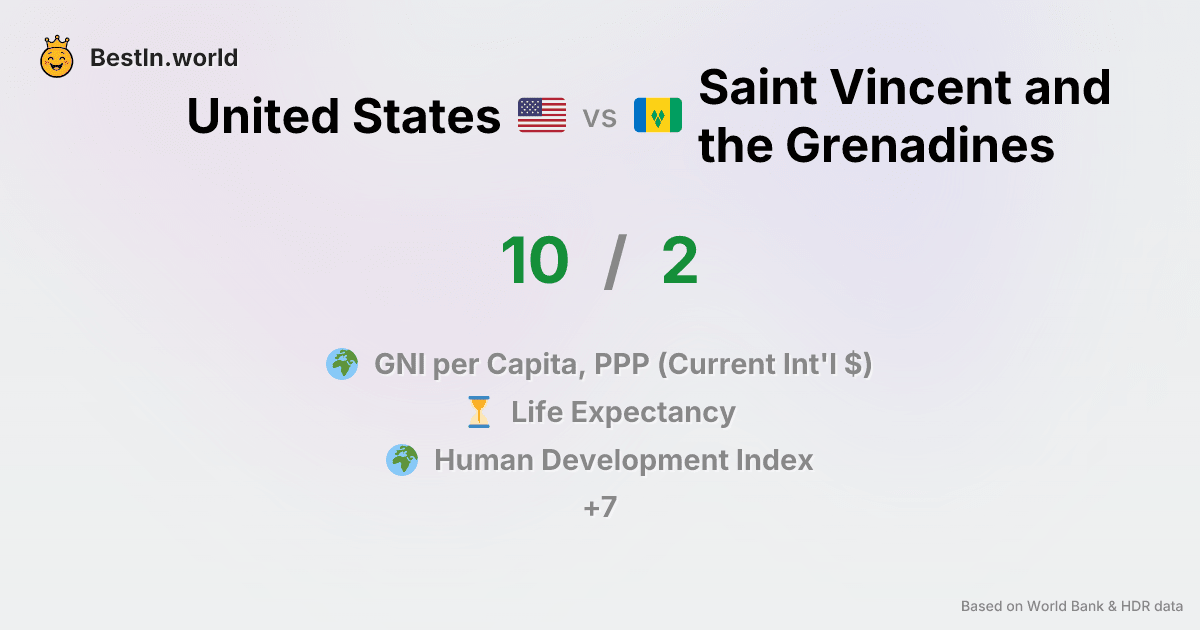 BestIn.world
United States vs Saint Vincent and
the Grenadines
10 / 2
GNI per Capita, PPP (Current Int'l $)
Life Expectancy
Human Development Index
+7
Based on World Bank & HDR data